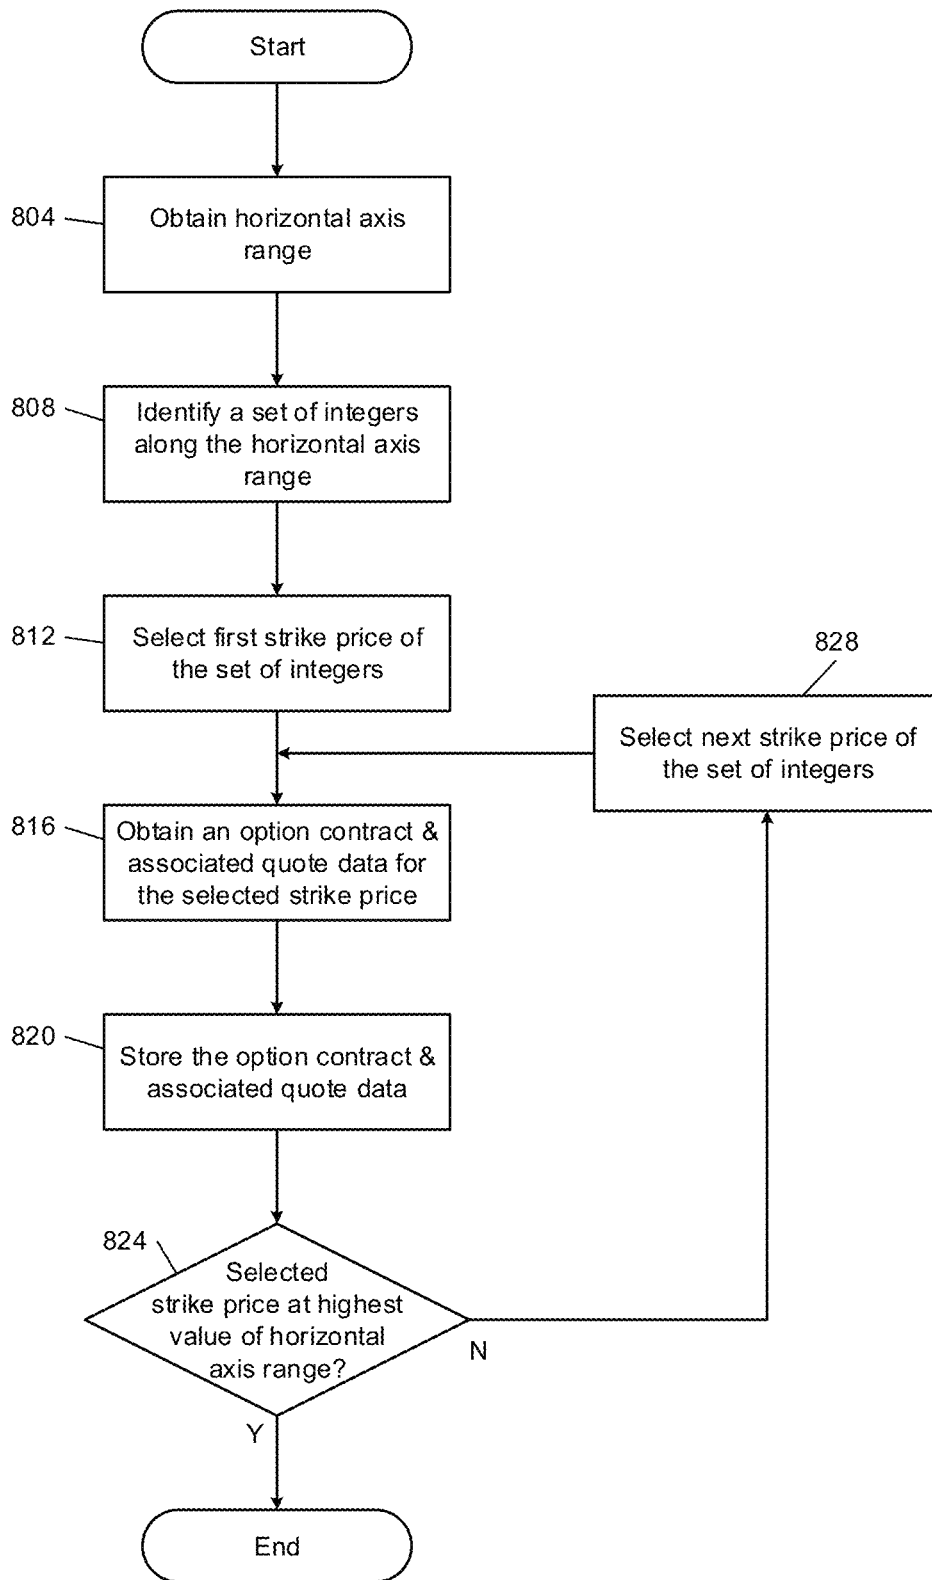 Start
804
Obtain horizontal axis
range
808
Identify a set of integers
along the horizontal axis
range
812
Select first strike price of
the set of integers
828
Select next strike price of
the set of integers
816
Obtain an option contract &
associated quote data for
the selected strike price
820
Store the option contract &
associated quote data
824
Selected
strike price at highest
value of horizontal
axis range?
N
Y
End